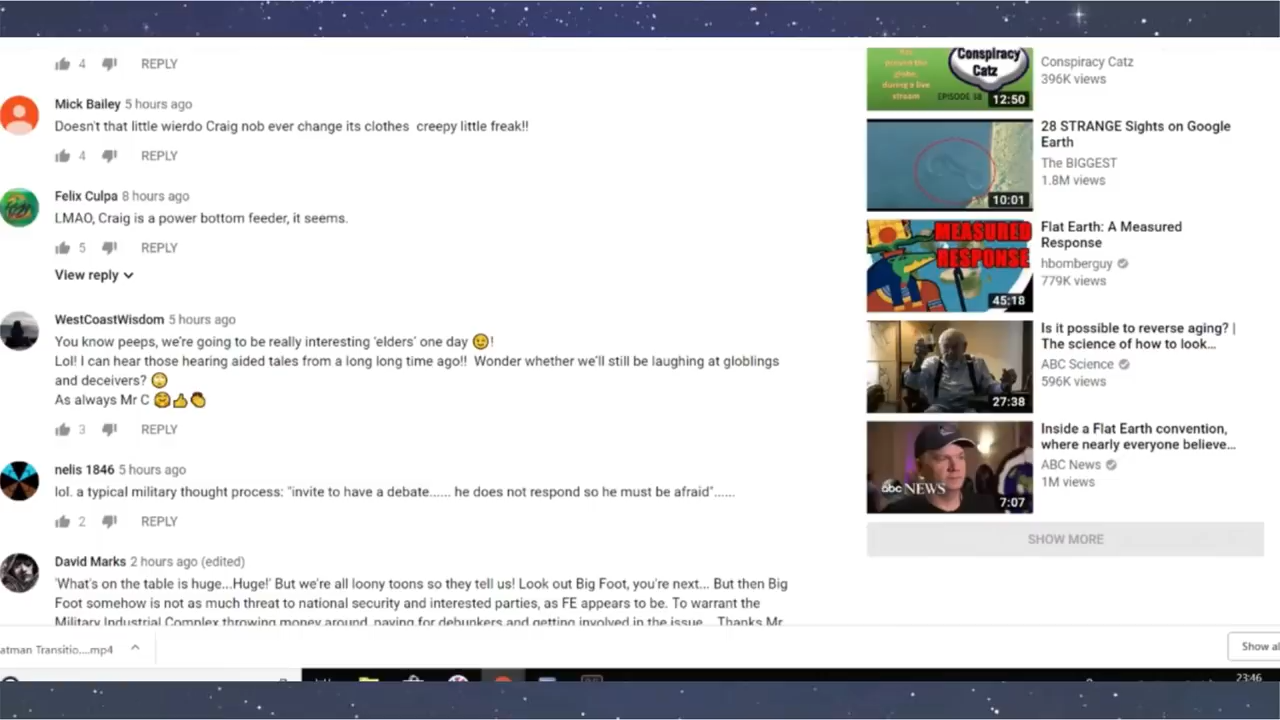 4 REPLY
Mick Bailey 5 hours ago
Doesn't that little wierdo Craig nob ever change its clothes creepy little freak!!
4 REPLY
Felix Culpa 8 hours ago
LMAO, Craig is a power bottom feeder, it seems.
5 REPLY
View reply
WestCoastWisdom 5 hours ago
You know peeps, we're going to be really interesting 'elders' one day 😉!
Lol! I can hear those hearing aided tales from a long long time ago!! Wonder whether we'll still be laughing at globlings
and deceivers? 🙄
As always Mr C 🤗👍👏
3 REPLY
nelis 1846 5 hours ago
lol. a typical military thought process: "invite to have a debate...... he does not respond so he must be afraid"......
2 REPLY
David Marks 2 hours ago (edited)
'What's on the table is huge...Huge!' But we're all loony toons so they tell us! Look out Big Foot, you're next... But then Big
Foot somehow is not as much threat to national security and interested parties, as FE appears to be. To warrant the
Military Industrial Complex throwing money around, paying for debunkers and getting involved in the issue... Thanks Mr
around the
globe,
during a live
stream
EPISODE 38
Conspiracy
Catz
12:50
Conspiracy Catz
396K views
10:01
28 STRANGE Sights on Google
Earth
The BIGGEST
1.8M views
MEASURED
RESPONSE
45:18
Flat Earth: A Measured
Response
hbomberguy
779K views
27:38
Is it possible to reverse aging? |
The science of how to look...
ABC Science
596K views
abc NEWS
7:07
Inside a Flat Earth convention,
where nearly everyone believe...
ABC News
1M views
SHOW MORE
atman Transitio....mp4
Show al
23:46